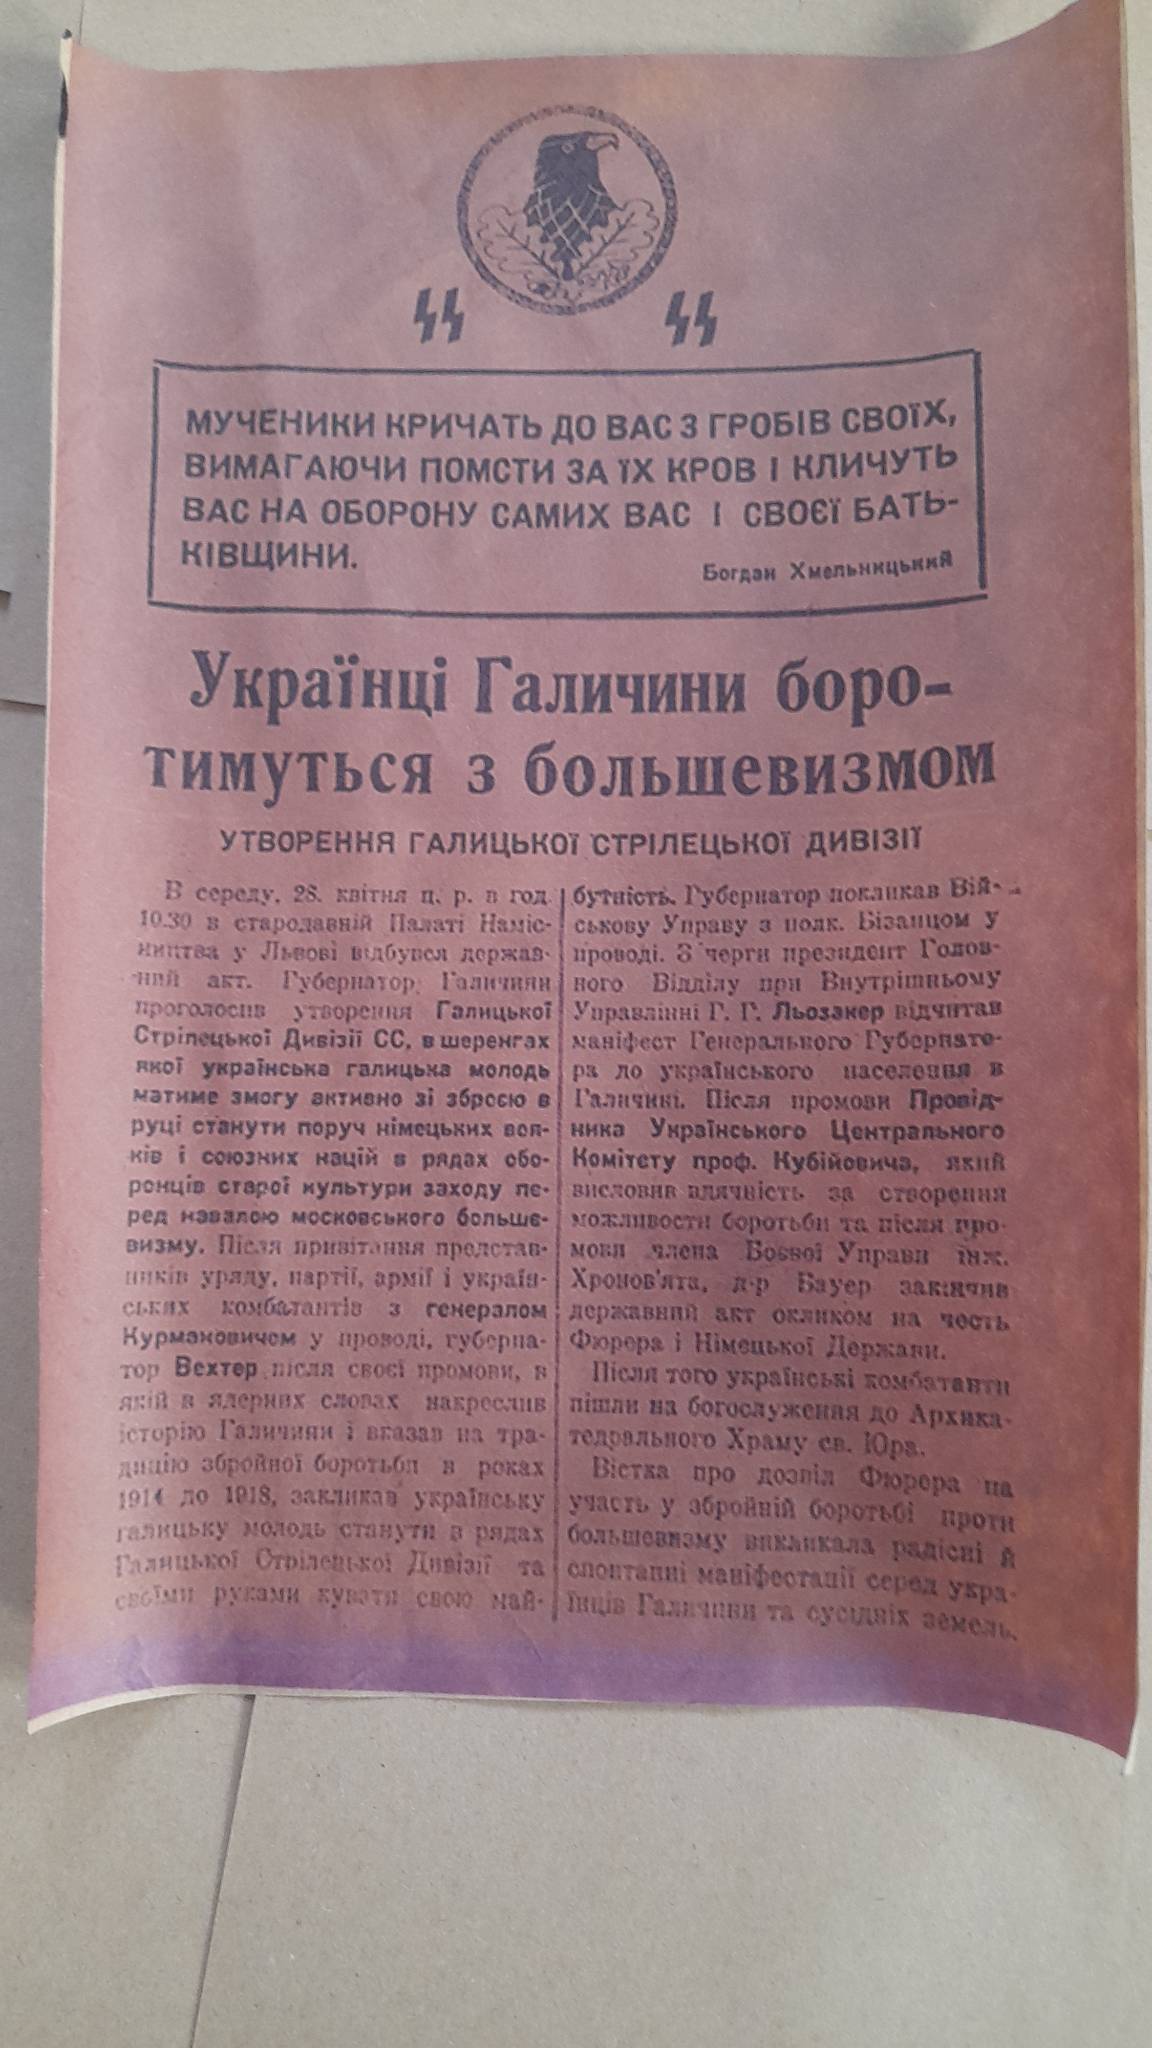 ϟϟ ϟϟ
МУЧЕНИКИ КРИЧАТЬ ДО ВАС З ГРОБІВ СВОЇХ,
ВИМАГАЮЧИ ПОМСТИ ЗА ЇХ КРОВ І КЛИЧУТЬ
ВАС НА ОБОРОНУ САМИХ ВАС І СВОЄЇ БАТЬ-
КІВЩИНИ.
Богдан Хмельницький
Українці Галичини боро-
тимуться з большевизмом
УТВОРЕННЯ ГАЛИЦЬКОЇ СТРІЛЕЦЬКОЇ ДИВІЗІЇ
В середу, 28. квітня ц. р. в год.
10.30 в стародавній Палаті Наміс-
ництва у Львові відбувся держав-
ний акт. Губернатор Галичини
проголосив утворення Галицької
Стрілецької Дивізії СС, в шеренгах
якої українська галицька молодь
матиме змогу активно зі зброєю в
руці станути поруч німецьких воя-
ків і союзних націй в рядах обо-
ронців старої культури заходу пе-
ред навалою московського больше-
визму. Після привітання представ-
ників уряду, партії, армії і україн-
ських комбатантів з генералом
Курмановичем у проводі, губерна-
тор Вехтер після своєї промови, в
якій в ядерних словах накреслив
історію Галичини і вказав на тра-
дицію збройної боротьби в роках
1914 до 1918, закликав українську
галицьку молодь станути в рядах
Галицької Стрілецької Дивізії та
своїми руками кувати свою май-
бутність. Губернатор покликав Вій-
ськову Управу з полк. Бізанцом у
проводі. З черги президент Голов-
ного Відділу при Внутрішньому
Управлінні Г. Г. Льозакер відчитав
маніфест Генерального Губернато-
ра до українського населення в
Галичині. Після промови Провід-
ника Українського Центрального
Комітету проф. Кубійовича, який
висловив вдячність за створення
можливости боротьби та після про-
мови члена Боєвої Управи інж.
Хронов'ята, д-р Бауер закінчив
державний акт окликом на честь
Фюрера і Німецької Держави.
Після того українські комбатанти
пішли на богослуження до Архика-
тедрального Храму св. Юра.
Вістка про дозвіл Фюрера на
участь у збройній боротьбі проти
большевизму викликала радісні й
спонтанні маніфестації серед укра-
їнців Галичини та сусідніх земель.